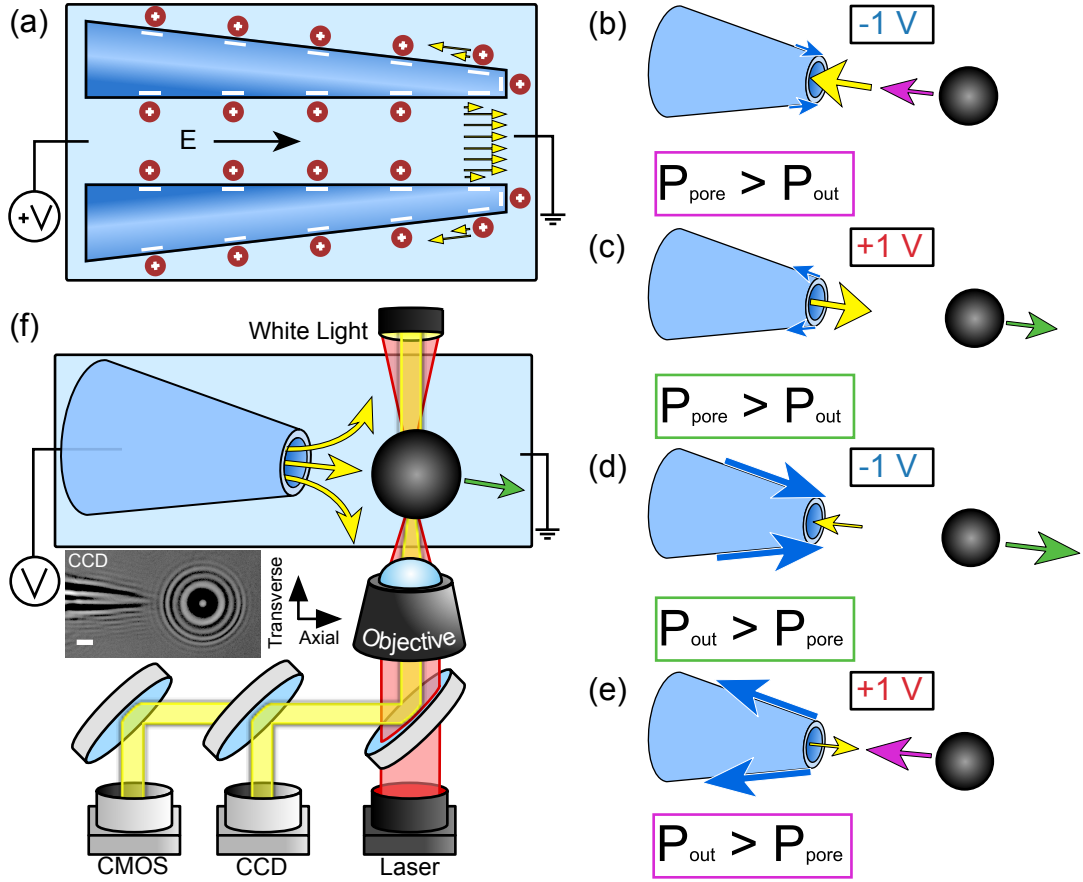 (a)
E
+V
(b)
-1 V
P_pore > P_out
(c)
+1 V
P_pore > P_out
(d)
-1 V
P_out > P_pore
(e)
+1 V
P_out > P_pore
(f)
White Light
V
CCD
Transverse
Axial
Objective
CMOS
CCD
Laser